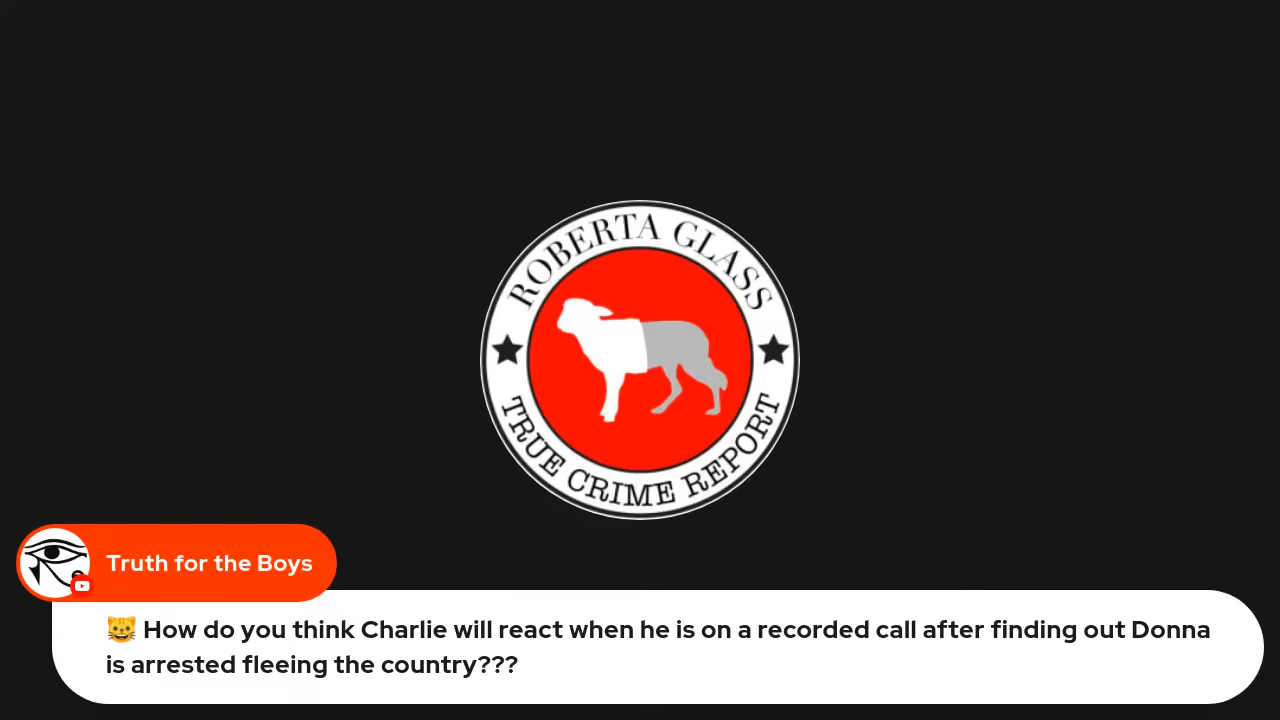 ROBERTA GLASS
TRUE CRIME REPORT
Truth for the Boys
😺 How do you think Charlie will react when he is on a recorded call after finding out Donna
is arrested fleeing the country???